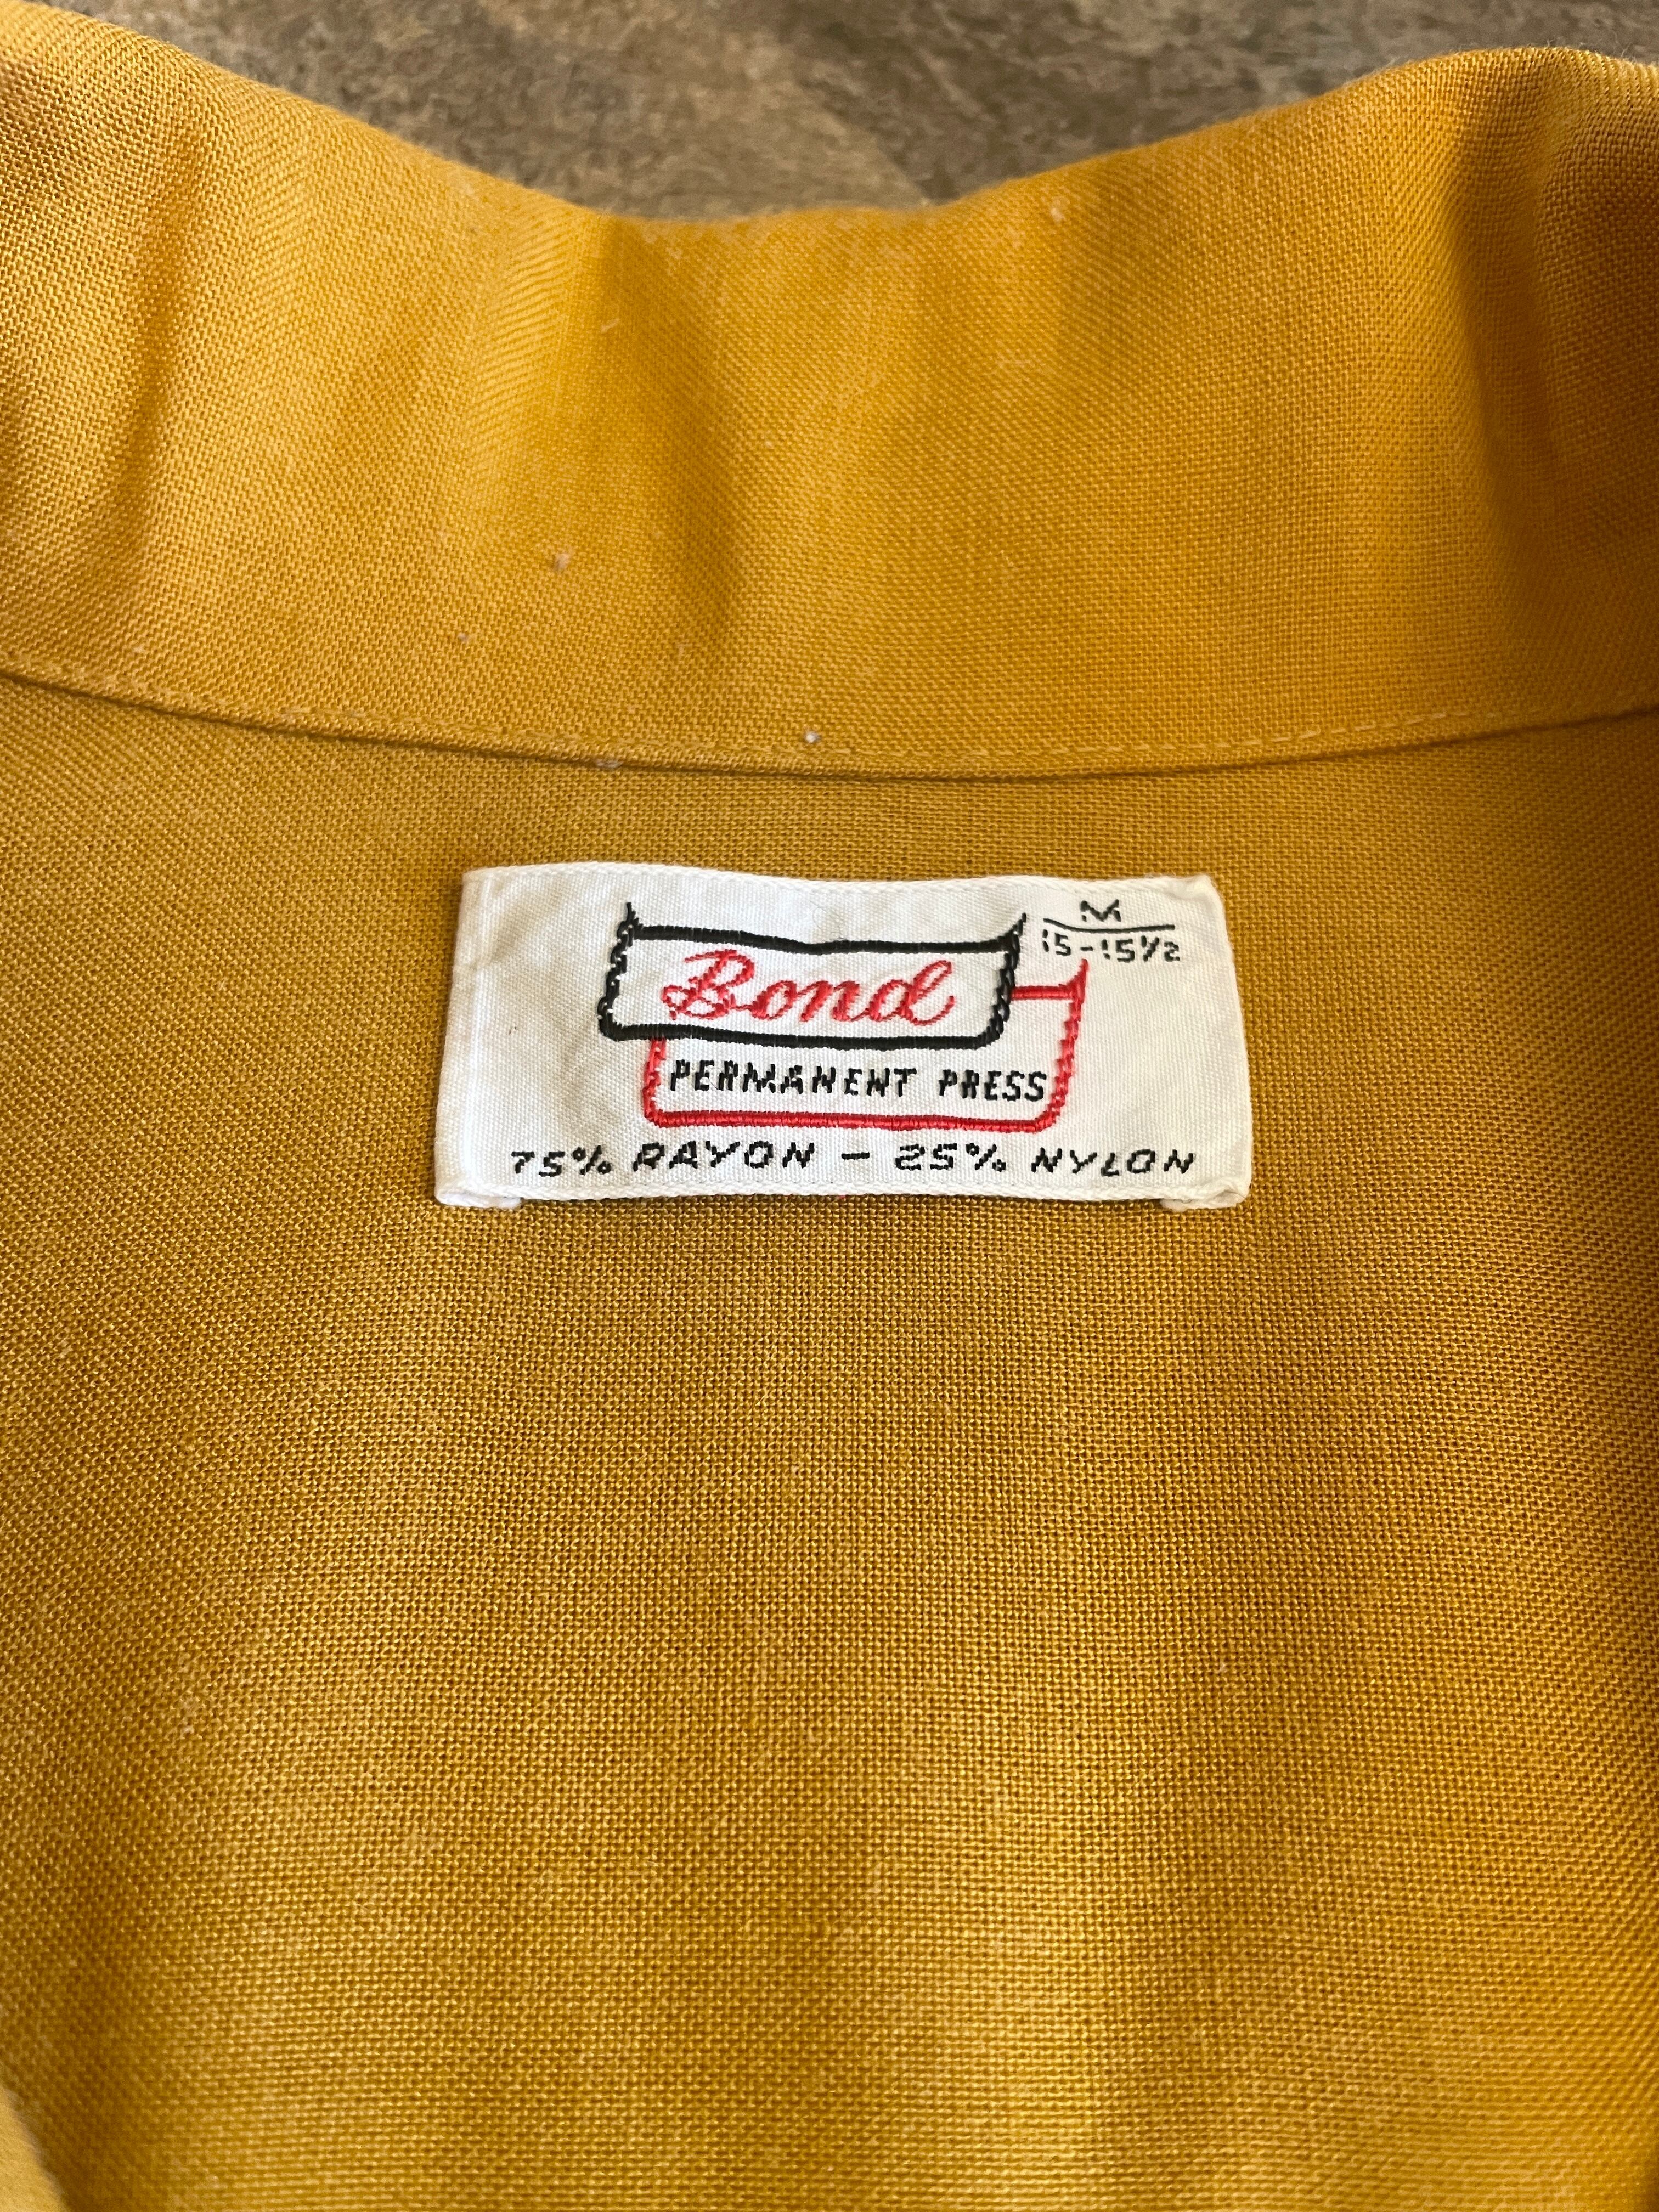 M
15-15½
Bond
PERMANENT PRESS
75% RAYON - 25% NYLON